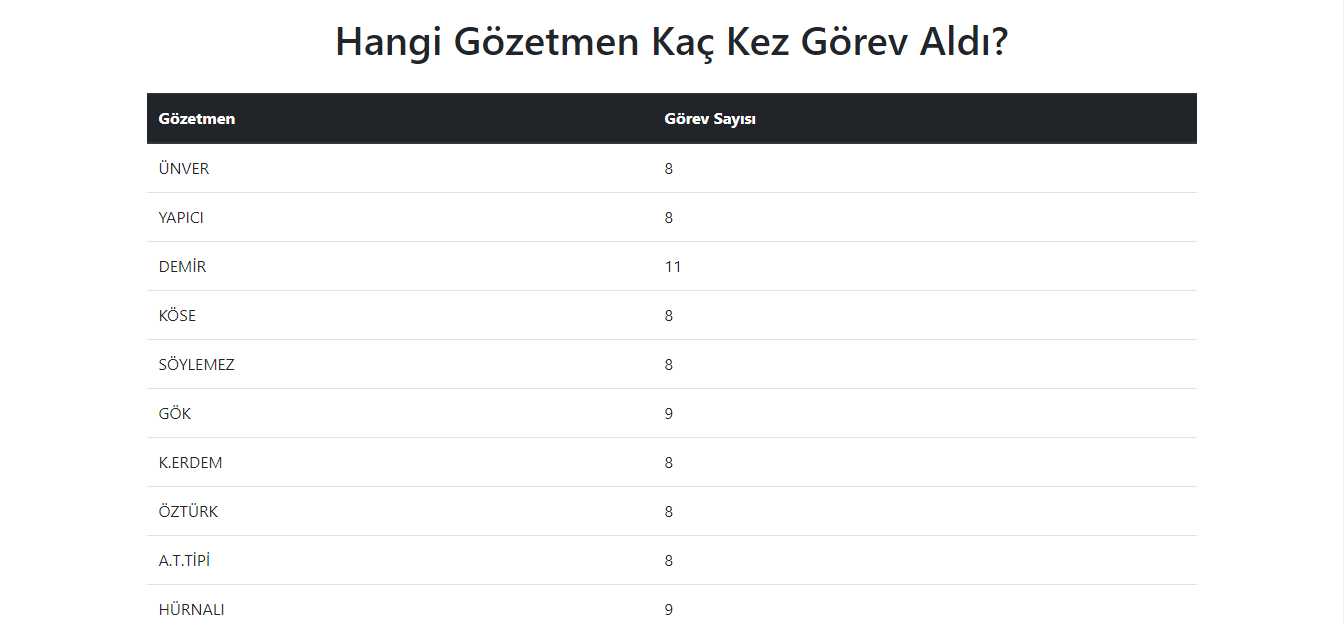 Hangi Gözetmen Kaç Kez Görev Aldı?
Gözetmen Görev Sayısı
ÜNVER 8
YAPICI 8
DEMİR 11
KÖSE 8
SÖYLEMEZ 8
GÖK 9
K.ERDEM 8
ÖZTÜRK 8
A.T.TİPİ 8
HÜRNALI 9